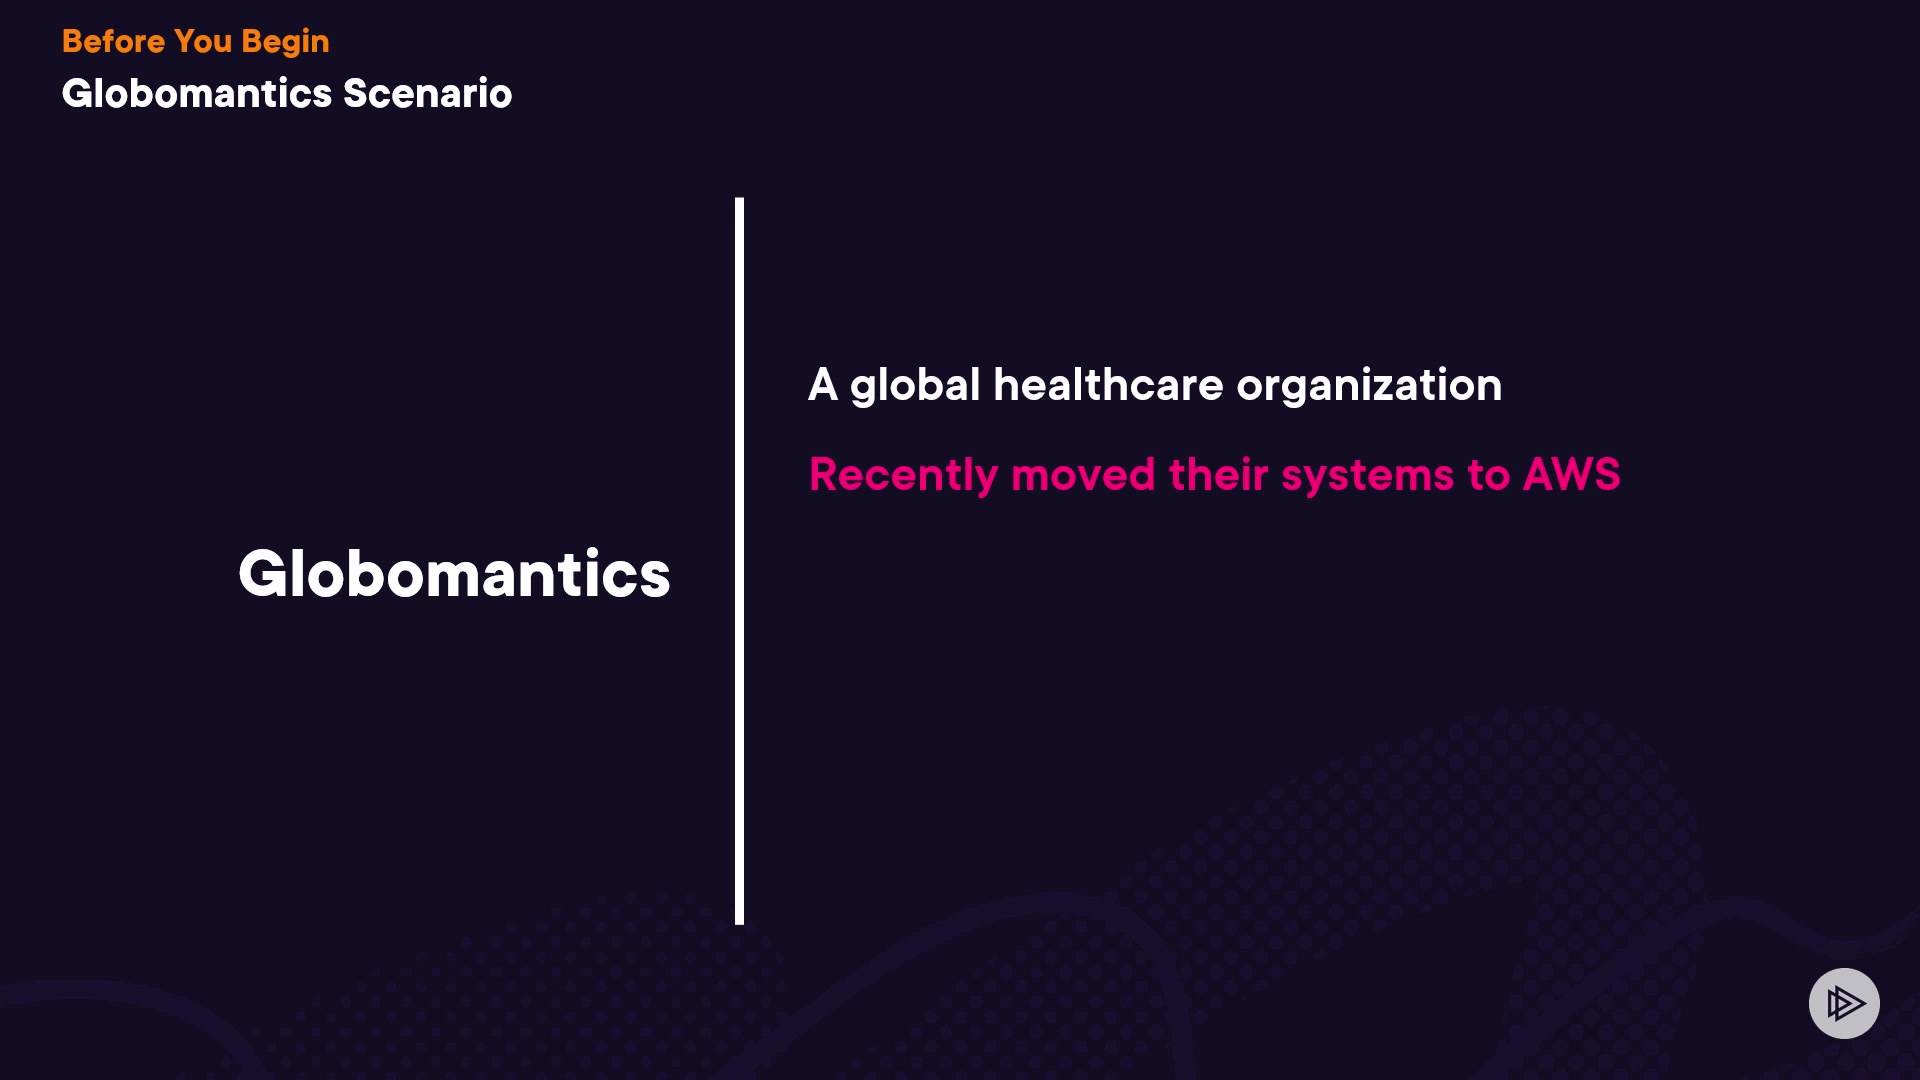 Before You Begin
Globomantics Scenario
Globomantics
A global healthcare organization
Recently moved their systems to AWS